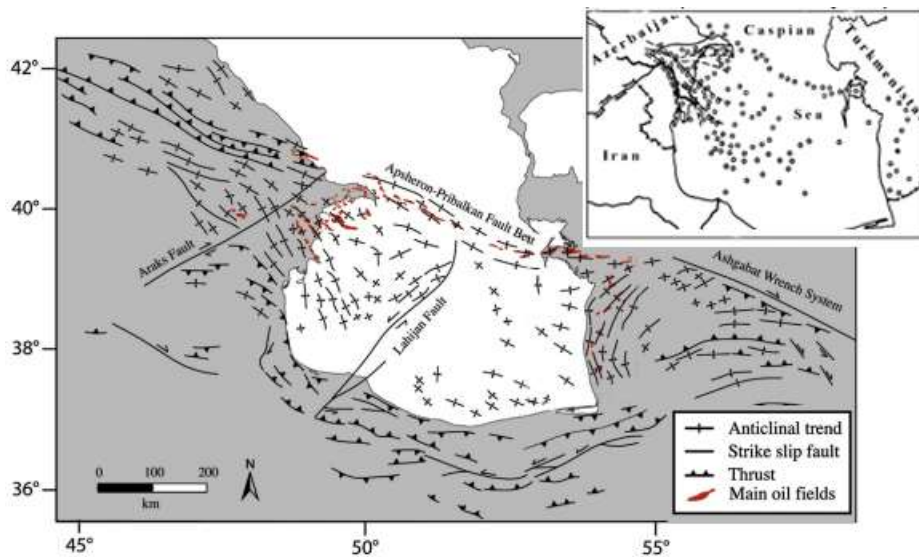 Azerbaijan
Caspian
Sea
Turkmenistan
Iran
42°
40°
38°
36°
45°
50°
55°
Araks Fault
Apsheron-Pribalkan Fault Belt
Lahijan Fault
Ashgabat Wrench System
0 100 200
km
N
Anticlinal trend
Strike slip fault
Thrust
Main oil fields